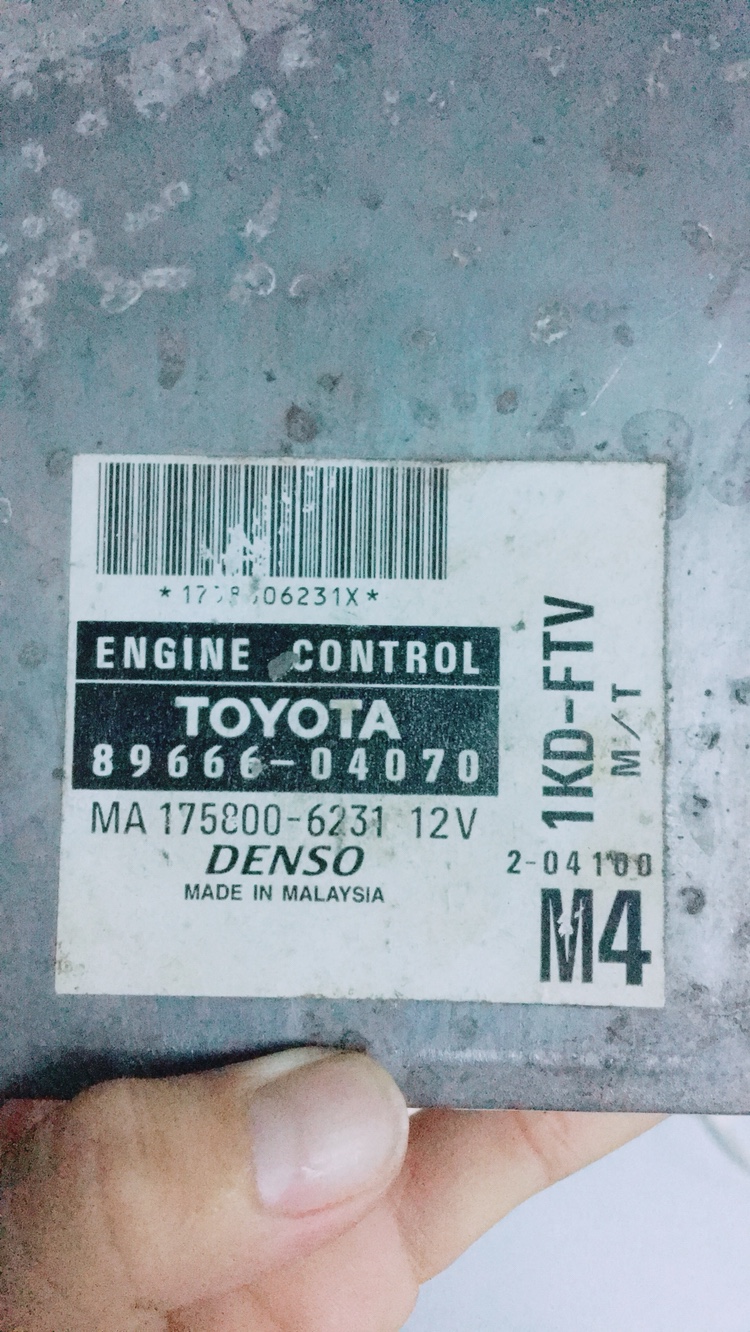 ENGINE CONTROL
TOYOTA
89666-04070
MA 175800-6231 12V
DENSO
MADE IN MALAYSIA
1KD-FTV
M/T
2-04100
M4